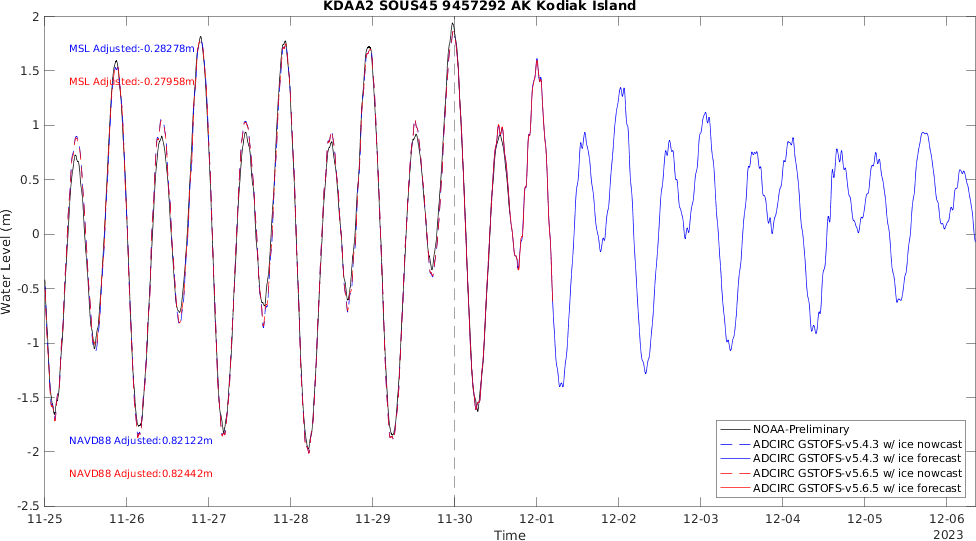 KDAA2 SOUS45 9457292 AK Kodiak Island
2
1.5
1
0.5
0
-0.5
-1
-1.5
-2
-2.5
Water Level (m)
MSL Adjusted:-0.28278m
MSL Adjusted:-0.27958m
NAVD88 Adjusted:0.82122m
NAVD88 Adjusted:0.82442m
NOAA-Preliminary
ADCIRC GSTOFS-v5.4.3 w/ ice nowcast
ADCIRC GSTOFS-v5.4.3 w/ ice forecast
ADCIRC GSTOFS-v5.6.5 w/ ice nowcast
ADCIRC GSTOFS-v5.6.5 w/ ice forecast
11-25 11-26 11-27 11-28 11-29 11-30 12-01 12-02 12-03 12-04 12-05 12-06
Time
2023